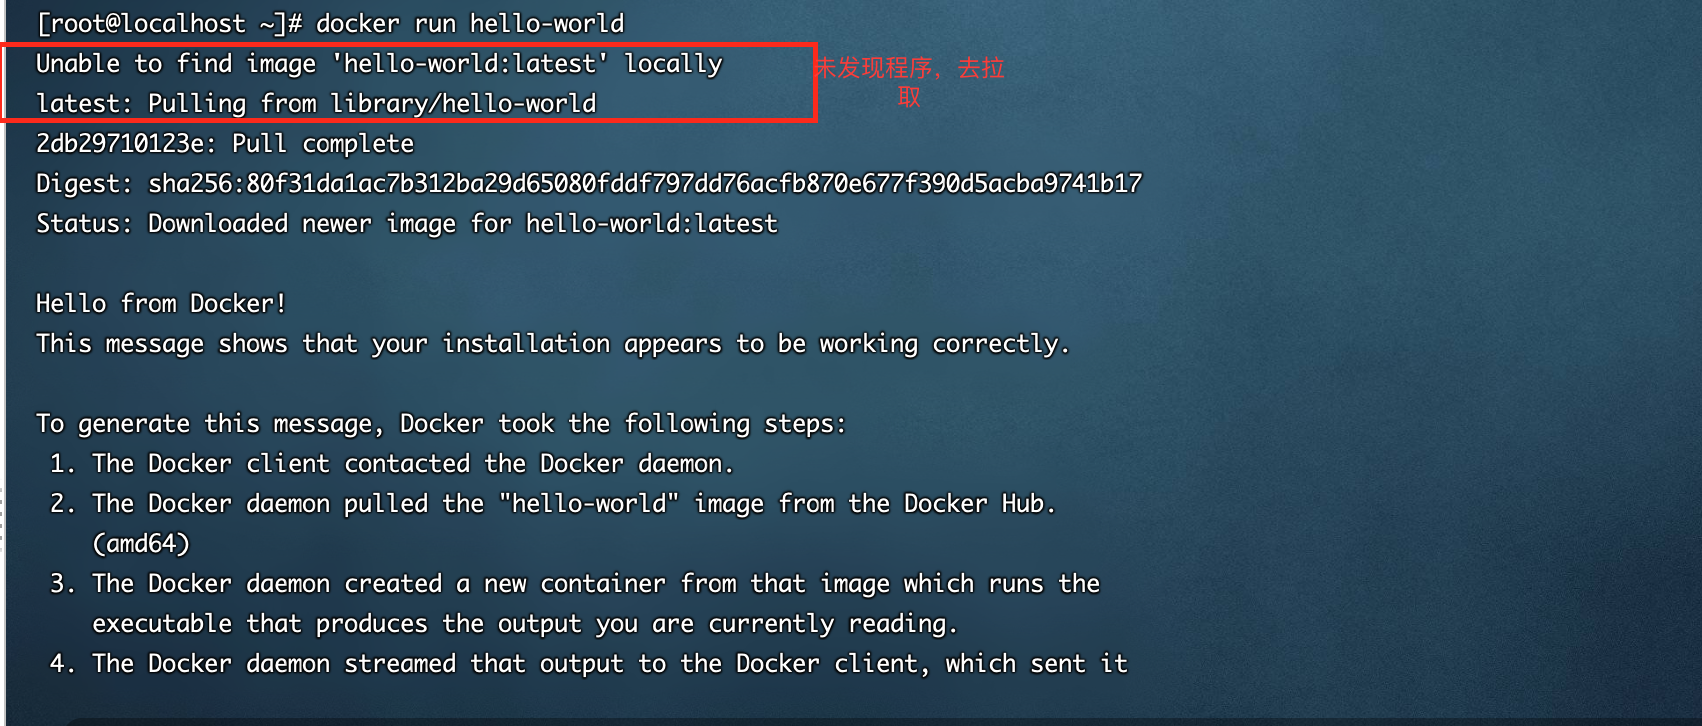 [root@localhost ~]# docker run hello-world
Unable to find image 'hello-world:latest' locally
latest: Pulling from library/hello-world
未发现程序，去拉
取
2db29710123e: Pull complete
Digest: sha256:80f31da1ac7b312ba29d65080fddf797dd76acfb870e677f390d5acba9741b17
Status: Downloaded newer image for hello-world:latest
Hello from Docker!
This message shows that your installation appears to be working correctly.
To generate this message, Docker took the following steps:
1. The Docker client contacted the Docker daemon.
2. The Docker daemon pulled the "hello-world" image from the Docker Hub.
(amd64)
3. The Docker daemon created a new container from that image which runs the
executable that produces the output you are currently reading.
4. The Docker daemon streamed that output to the Docker client, which sent it